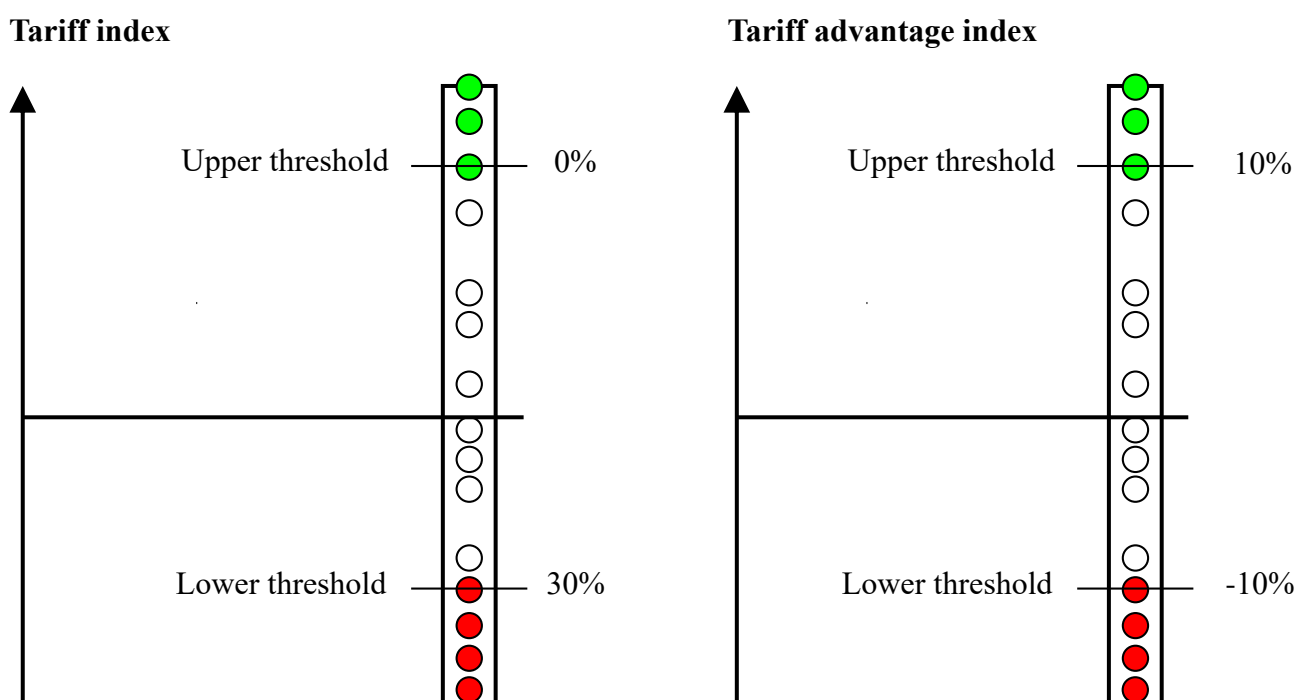 Tariff index
Upper threshold 0%
Lower threshold 30%
Tariff advantage index
Upper threshold 10%
Lower threshold -10%